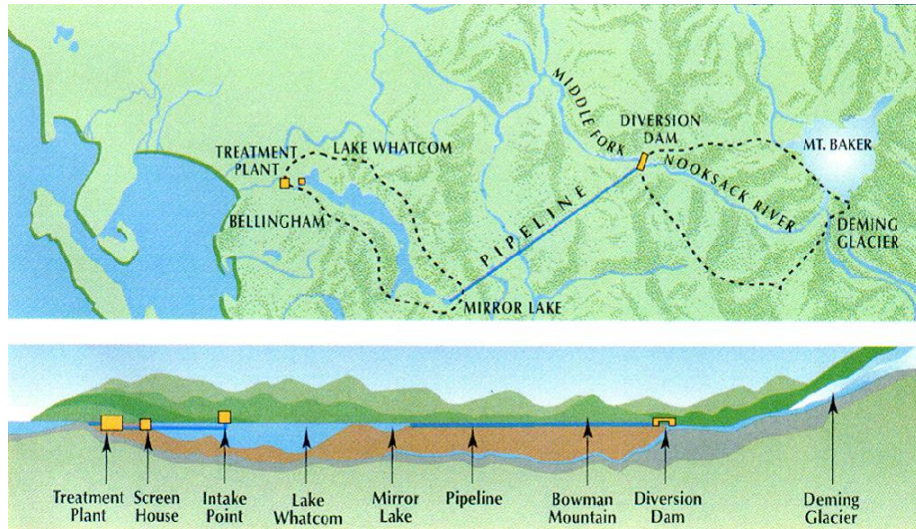 MIDDLE FORK
DIVERSION
DAM
LAKE WHATCOM
MT. BAKER
TREATMENT
PLANT
NOOKSACK RIVER
BELLINGHAM
PIPELINE
DEMING
GLACIER
MIRROR LAKE
Treatment
Plant
Screen
House
Intake
Point
Lake
Whatcom
Mirror
Lake
Pipeline
Bowman
Mountain
Diversion
Dam
Deming
Glacier